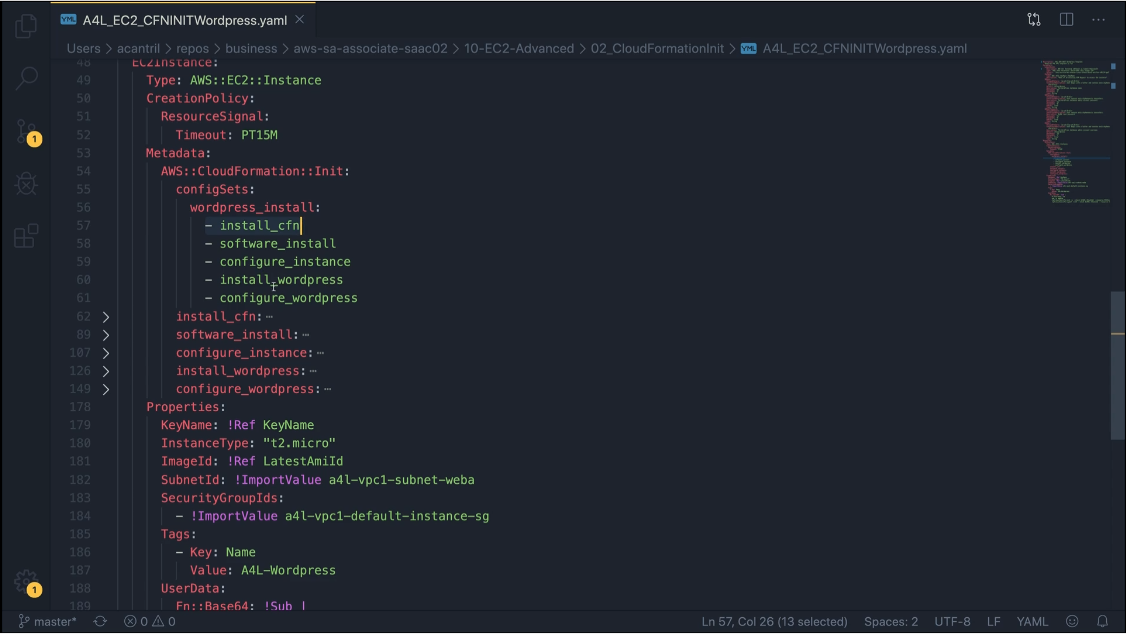 YML A4L_EC2_CFNINITWordpress.yaml
Users > acantril > repos > business > aws-sa-associate-saac02 > 10-EC2-Advanced > 02_CloudFormationInit > YML A4L_EC2_CFNINITWordpress.yaml
48 EC2Instance:
49 Type: AWS::EC2::Instance
50 CreationPolicy:
51 ResourceSignal:
52 Timeout: PT15M
53 Metadata:
54 AWS::CloudFormation::Init:
55 configSets:
56 wordpress_install:
57 - install_cfn
58 - software_install
59 - configure_instance
60 - install_wordpress
61 - configure_wordpress
62 install_cfn: ⋯
89 software_install: ⋯
107 configure_instance: ⋯
126 install_wordpress: ⋯
149 configure_wordpress: ⋯
178 Properties:
179 KeyName: !Ref KeyName
180 InstanceType: "t2.micro"
181 ImageId: !Ref LatestAmiId
182 SubnetId: !ImportValue a4l-vpc1-subnet-weba
183 SecurityGroupIds:
184 - !ImportValue a4l-vpc1-default-instance-sg
185 Tags:
186 - Key: Name
187 Value: A4L-Wordpress
188 UserData:
189 Fn::Base64: !Sub |
1
1
master* 0 0 Ln 57, Col 26 (13 selected) Spaces: 2 UTF-8 LF YAML